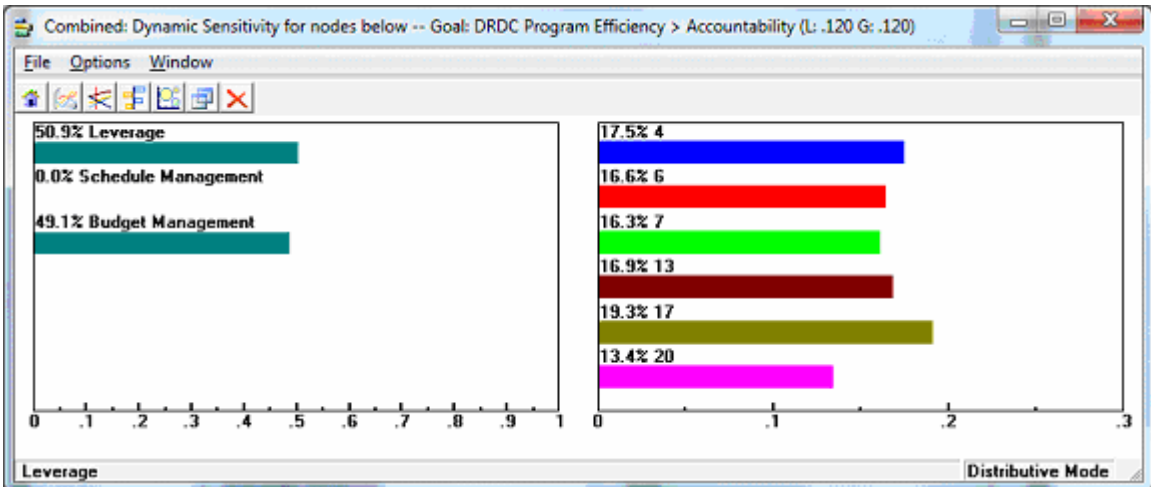 Combined: Dynamic Sensitivity for nodes below -- Goal: DRDC Program Efficiency > Accountability (L: .120 G: .120)
File Options Window
50.9% Leverage
0.0% Schedule Management
49.1% Budget Management
0 .1 .2 .3 .4 .5 .6 .7 .8 .9 1
17.5% 4
16.6% 6
16.3% 7
16.9% 13
19.3% 17
13.4% 20
0 .1 .2 .3
Leverage
Distributive Mode